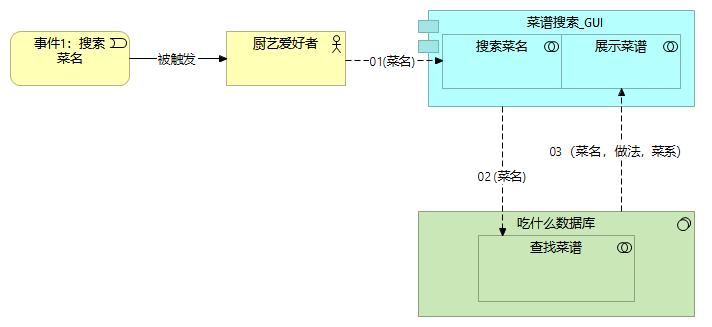 事件1：搜索
菜名
被触发
厨艺爱好者
01(菜名)
菜谱搜索_GUI
搜索菜名
展示菜谱
02(菜名)
03（菜名，做法，菜系）
吃什么数据库
查找菜谱